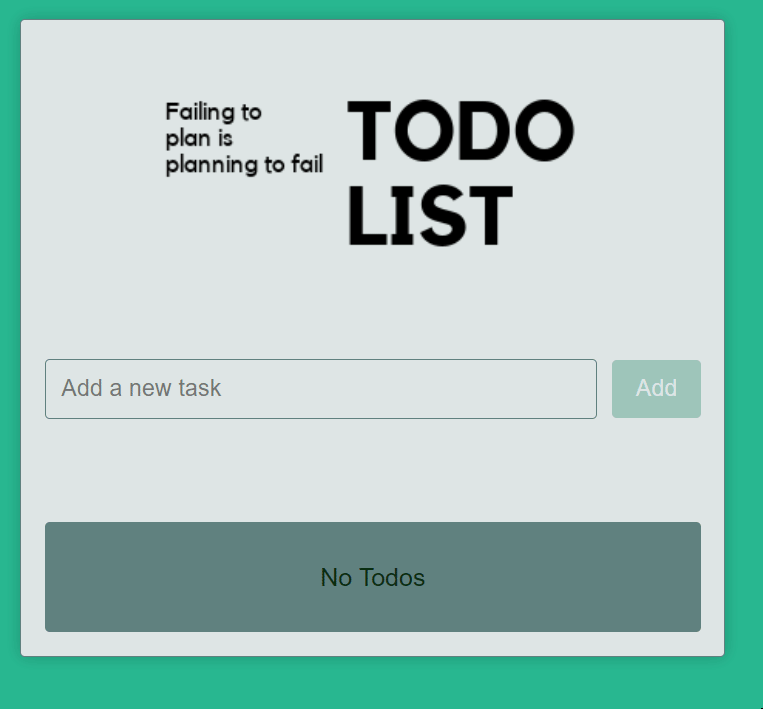 Failing to
plan is
planning to fail
TODO
LIST
Add a new task
Add
No Todos